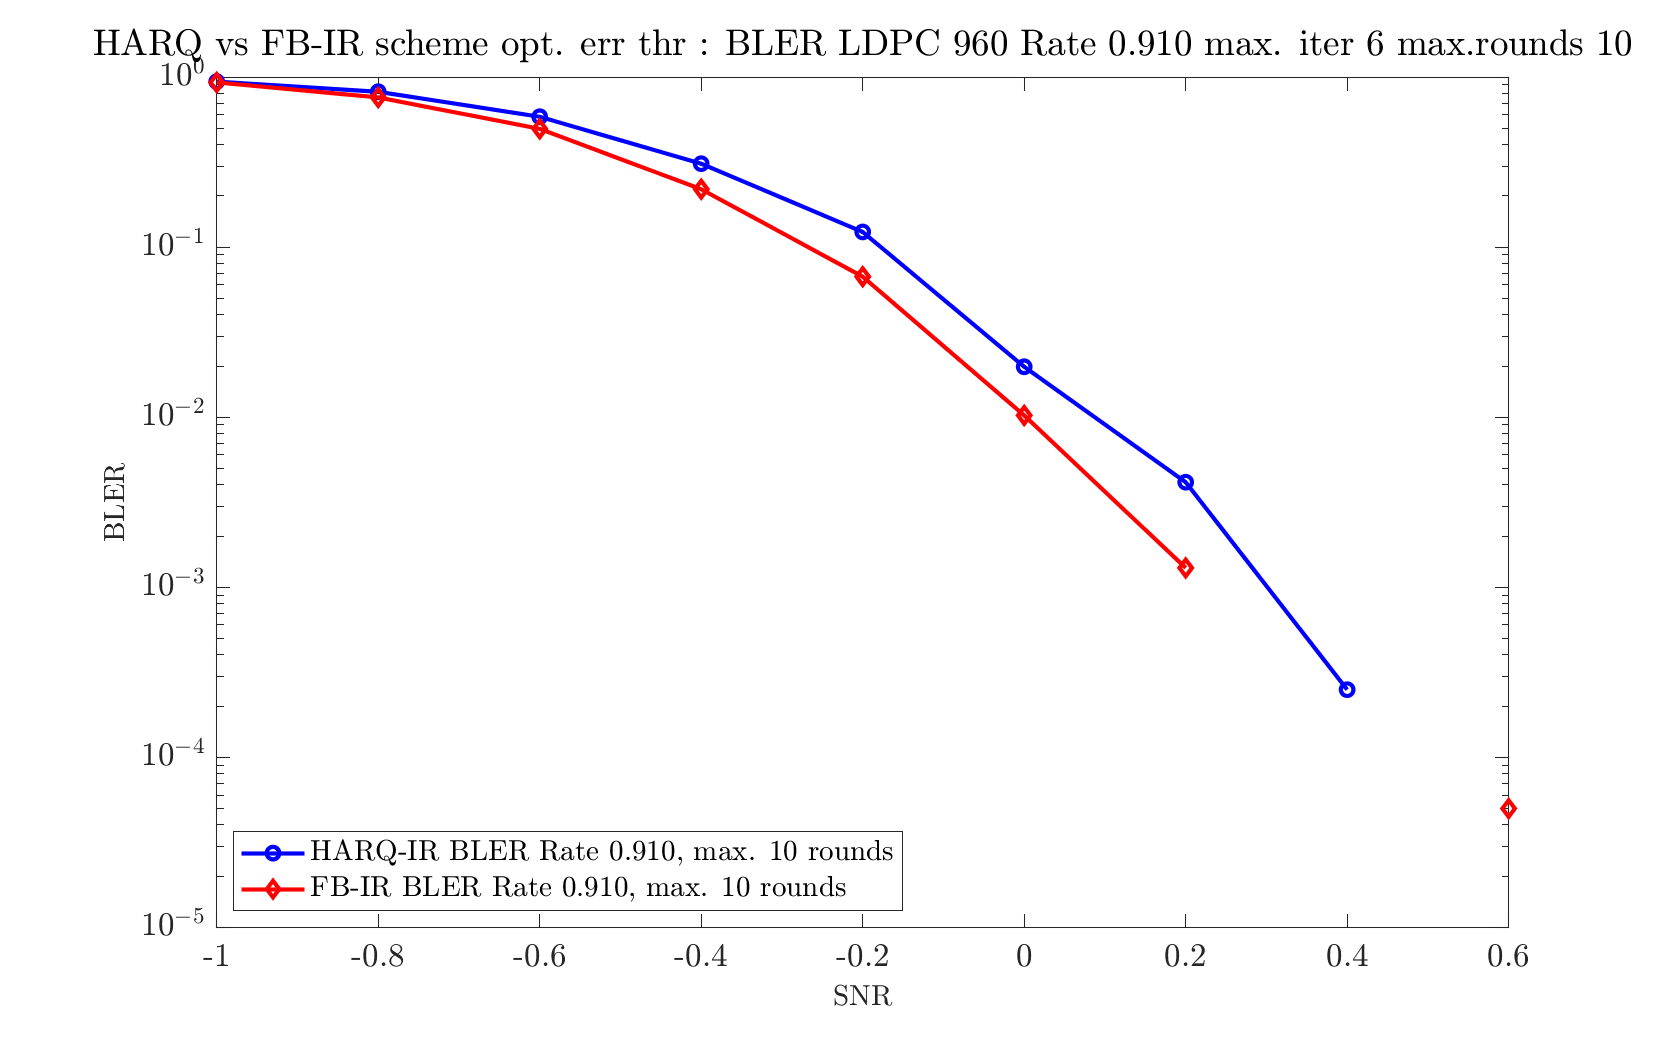 HARQ vs FB-IR scheme opt. err thr : BLER LDPC 960 Rate 0.910 max. iter 6 max.rounds 10
10^0
10^-1
10^-2
10^-3
10^-4
10^-5
BLER
HARQ-IR BLER Rate 0.910, max. 10 rounds
FB-IR BLER Rate 0.910, max. 10 rounds
-1 -0.8 -0.6 -0.4 -0.2 0 0.2 0.4 0.6
SNR